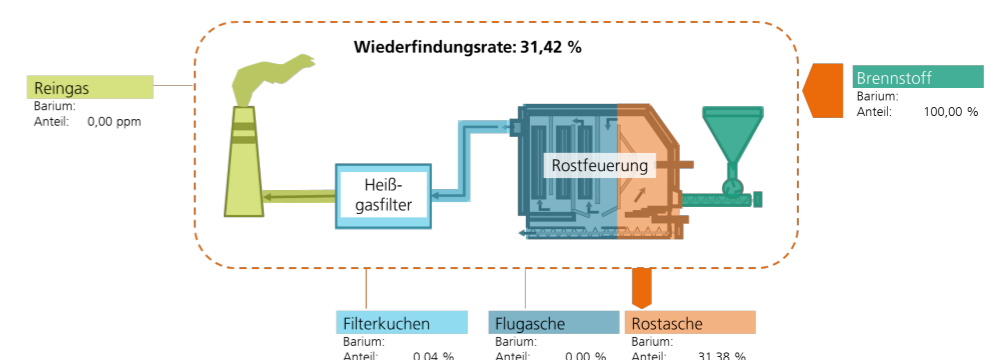 Wiederfindungsrate: 31,42 %
Reingas
Barium:
Anteil: 0,00 ppm
Brennstoff
Barium:
Anteil: 100,00 %
Rostfeuerung
Heiß-
gasfilter
Filterkuchen
Barium:
Anteil: 0,04 %
Flugasche
Barium:
Anteil: 0,00 %
Rostasche
Barium:
Anteil: 31,38 %